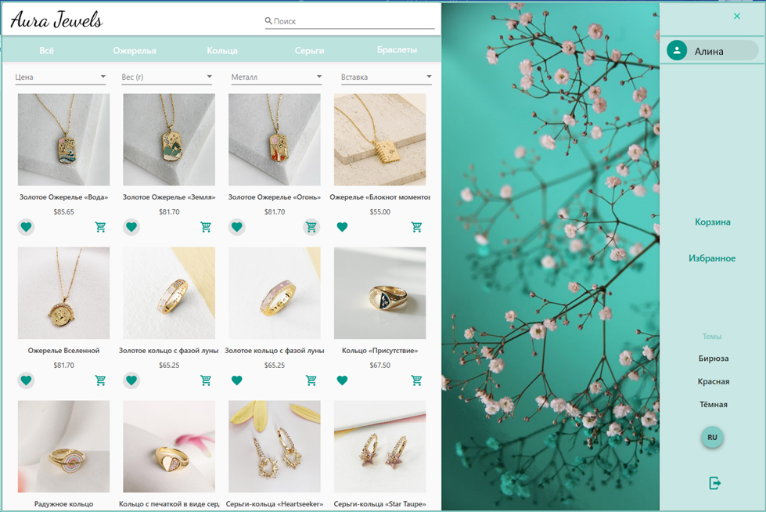 Aura Jewels
Поиск
Всё Ожерелья Кольца Серьги Браслеты
Цена Вес (г) Металл Вставка
Золотое Ожерелье «Вода» Золотое Ожерелье «Земля» Золотое Ожерелье «Огонь» Ожерелье «Блокнот моментов
$85.65 $81.70 $81.70 $55.00
Ожерелье Вселенной Золотое кольцо с фазой луны Золотое кольцо с фазой луны Кольцо «Присутствие»
$81.70 $65.25 $65.25 $67.50
Радужное кольцо Кольцо с печаткой в виде серд Серьги-кольца «Heartseeker» Серьги-кольца «Star Taupe»
Алина
Корзина
Избранное
Темы
Бирюза
Красная
Тёмная
RU